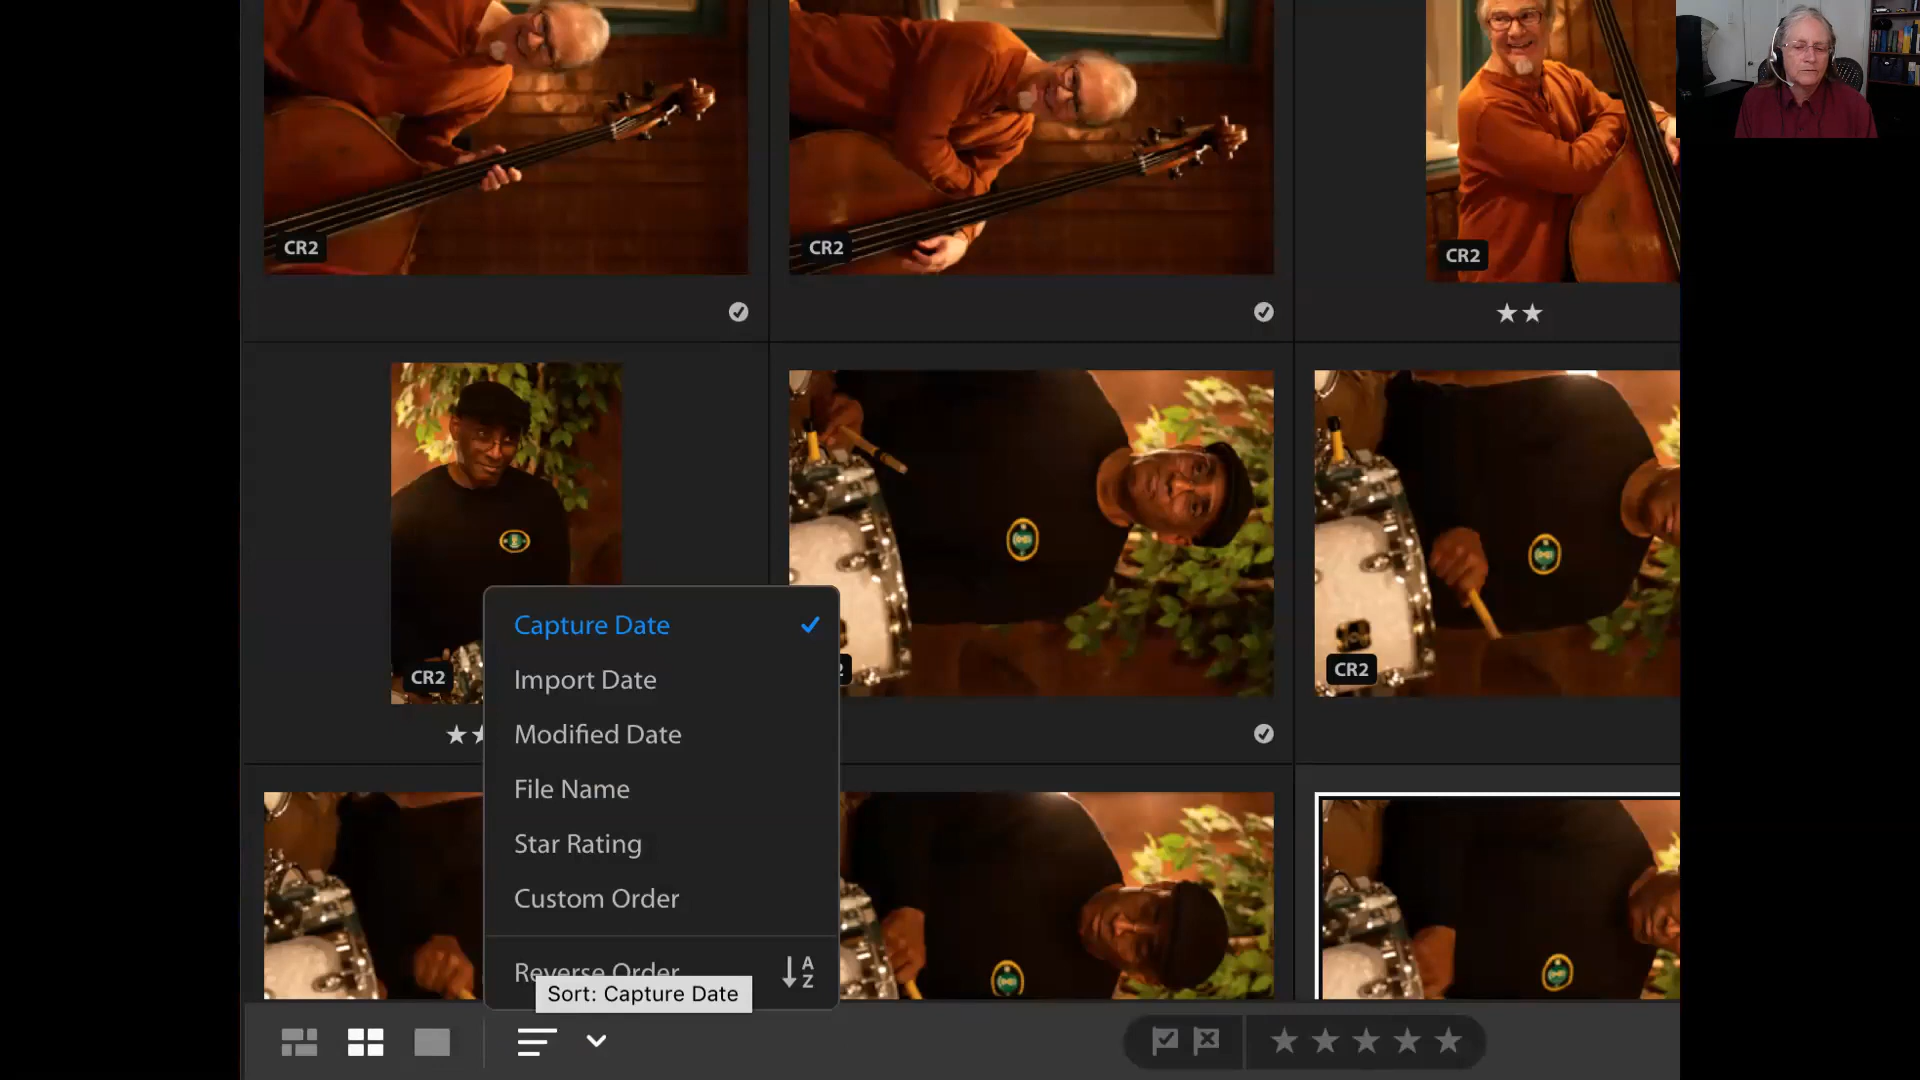 CR2
CR2
CR2
CR2
CR2
Capture Date
Import Date
Modified Date
File Name
Star Rating
Custom Order
Reverse Order
A
Z
Sort: Capture Date